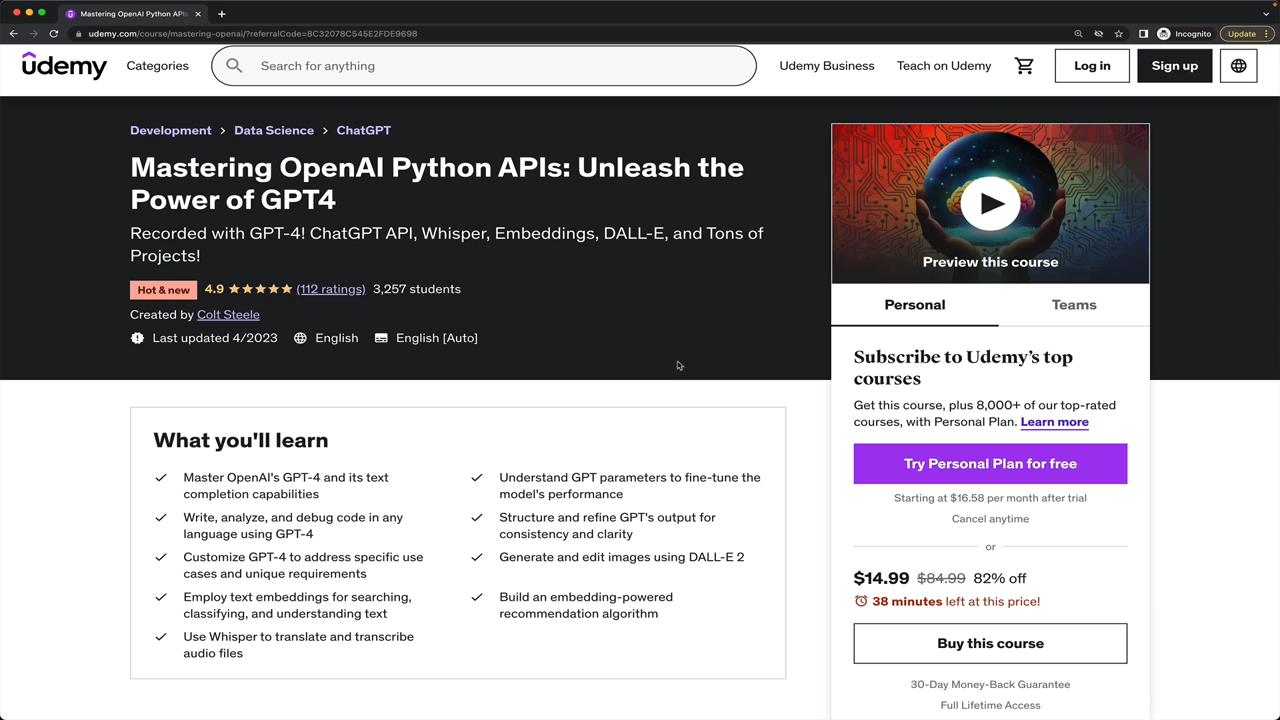 Mastering OpenAI Python APIs
udemy.com/course/mastering-openai/?referralCode=8C32078C545E2FDE9698
Incognito
Update
udemy
Categories
Search for anything
Udemy Business
Teach on Udemy
Log in
Sign up
Development > Data Science > ChatGPT
Mastering OpenAI Python APIs: Unleash the
Power of GPT4
Recorded with GPT-4! ChatGPT API, Whisper, Embeddings, DALL-E, and Tons of
Projects!
Hot & new 4.9 (112 ratings) 3,257 students
Created by Colt Steele
Last updated 4/2023 English English [Auto]
What you'll learn
Master OpenAI's GPT-4 and its text
completion capabilities
Write, analyze, and debug code in any
language using GPT-4
Customize GPT-4 to address specific use
cases and unique requirements
Employ text embeddings for searching,
classifying, and understanding text
Use Whisper to translate and transcribe
audio files
Understand GPT parameters to fine-tune the
model's performance
Structure and refine GPT's output for
consistency and clarity
Generate and edit images using DALL-E 2
Build an embedding-powered
recommendation algorithm
Preview this course
Personal
Teams
Subscribe to Udemy's top
courses
Get this course, plus 8,000+ of our top-rated
courses, with Personal Plan. Learn more
Try Personal Plan for free
Starting at $16.58 per month after trial
Cancel anytime
or
$14.99 $84.99 82% off
38 minutes left at this price!
Buy this course
30-Day Money-Back Guarantee
Full Lifetime Access